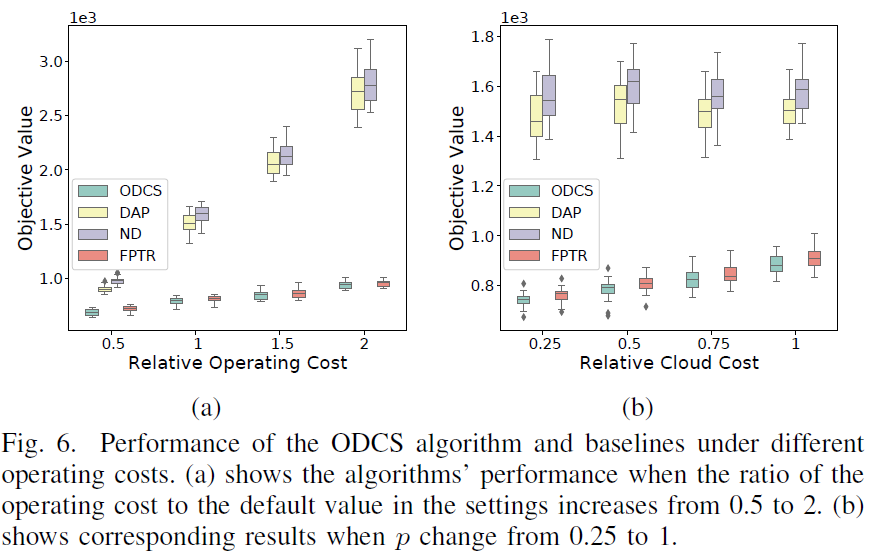 1e3
3.0
2.5
2.0
1.5
1.0
Objective Value
ODCS
DAP
ND
FPTR
0.5 1 1.5 2
Relative Operating Cost
(a)
1e3
1.8
1.6
1.4
1.2
1.0
0.8
Objective Value
ODCS
DAP
ND
FPTR
0.25 0.5 0.75 1
Relative Cloud Cost
(b)
Fig. 6. Performance of the ODCS algorithm and baselines under different
operating costs. (a) shows the algorithms’ performance when the ratio of the
operating cost to the default value in the settings increases from 0.5 to 2. (b)
shows corresponding results when p change from 0.25 to 1.